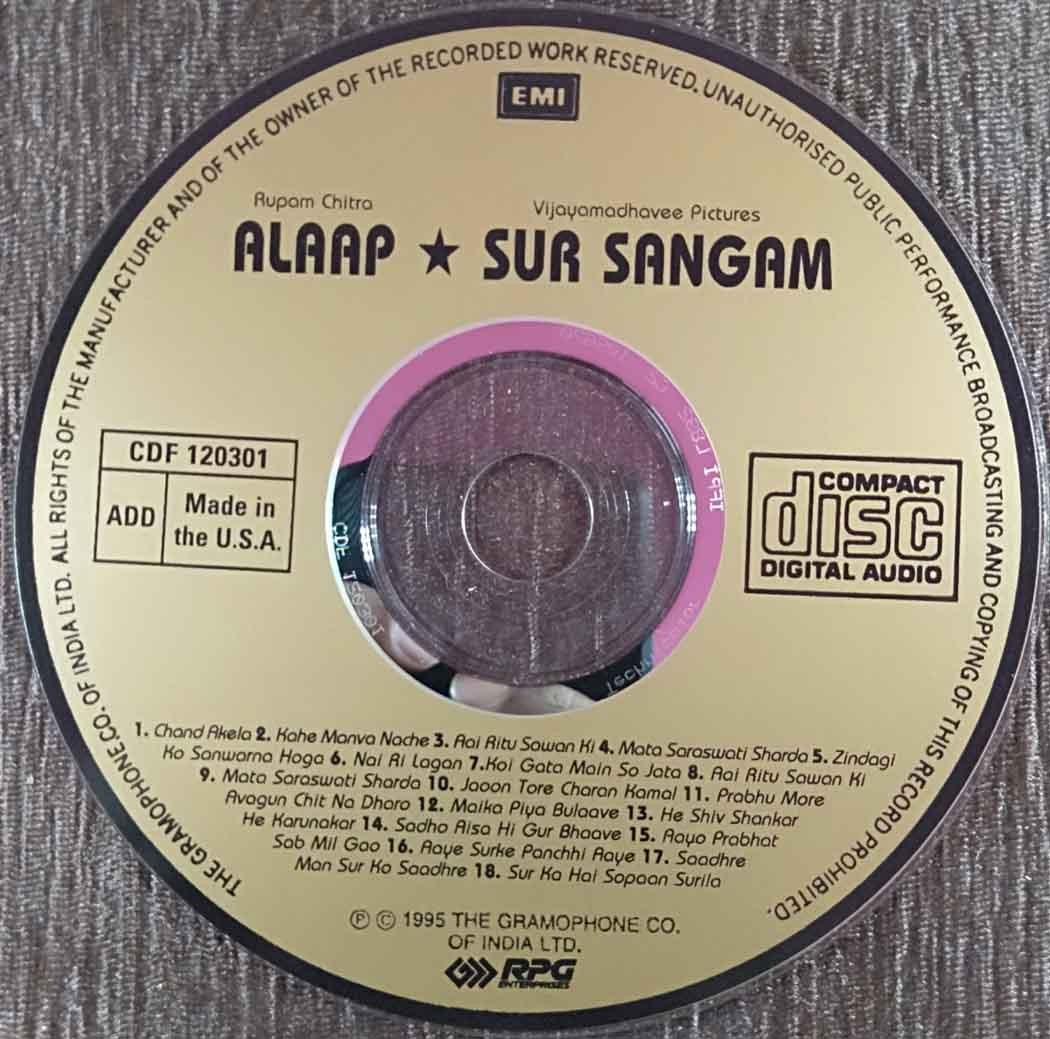 THE GRAMOPHONE.CO. OF INDIA LTD. ALL RIGHTS OF THE MANUFACTURER AND OF THE OWNER OF THE RECORDED WORK RESERVED. UNAUTHORISED PUBLIC PERFORMANCE BROADCASTING AND COPYING OF THIS RECORD PROHIBITED.
EMI
Rupam Chitra
Vijayamadhavee Pictures
ALAAP ★ SUR SANGAM
CDF 120301
ADD
Made in
the U.S.A.
COMPACT
disc
DIGITAL AUDIO
IFPI L832
1. Chand Akela 2. Kahe Manva Nache 3. Aai Ritu Sawan Ki 4. Mata Saraswati Sharda 5. Zindagi
Ko Sanwarna Hoga 6. Nai Ri Lagan 7.Koi Gata Main So Jata 8. Aai Ritu Sawan Ki
9. Mata Saraswati Sharda 10. Jaoon Tore Charan Kamal 11. Prabhu More
Avagun Chit Na Dharo 12. Maika Piya Bulaave 13. He Shiv Shankar
He Karunakar 14. Sadho Aisa Hi Gur Bhaave 15. Aayo Prabhat
Sab Mil Gao 16. Aaye Surke Panchhi Aaye 17. Saadhre
Man Sur Ko Saadhre 18. Sur Ka Hai Sopaan Surila
℗ © 1995 THE GRAMOPHONE CO.
OF INDIA LTD.
RPG
ENTERPRISES